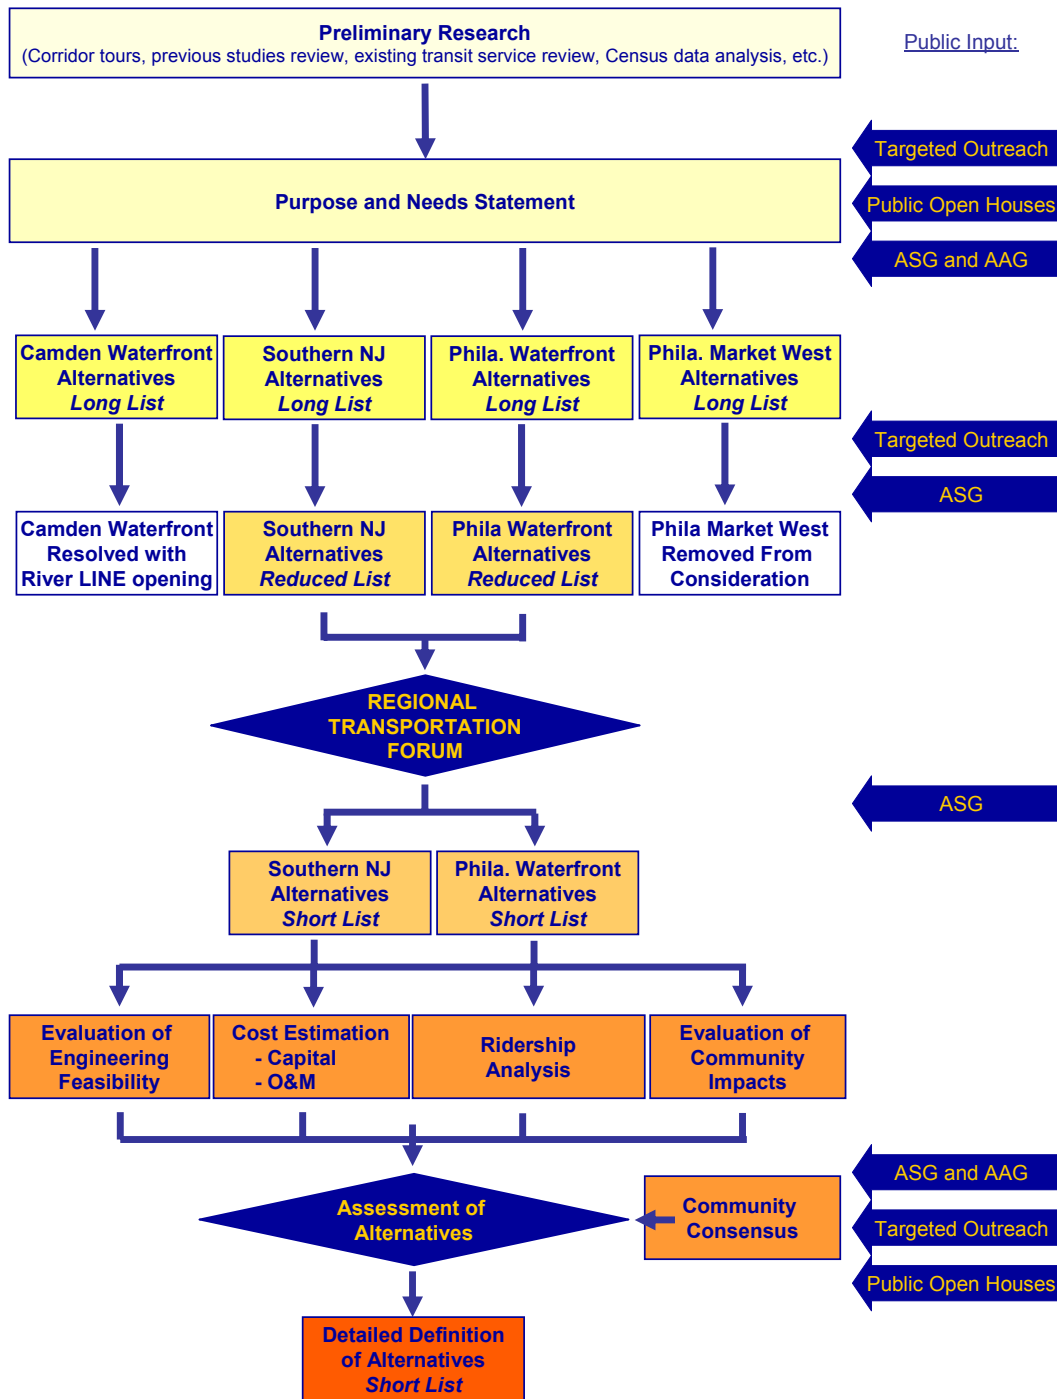 Preliminary Research
(Corridor tours, previous studies review, existing transit service review, Census data analysis, etc.)
Public Input:
Targeted Outreach
Purpose and Needs Statement
Public Open Houses
ASG and AAG
Camden Waterfront
Alternatives
Long List
Southern NJ
Alternatives
Long List
Phila. Waterfront
Alternatives
Long List
Phila. Market West
Alternatives
Long List
Targeted Outreach
ASG
Camden Waterfront
Resolved with
River LINE opening
Southern NJ
Alternatives
Reduced List
Phila Waterfront
Alternatives
Reduced List
Phila Market West
Removed From
Consideration
REGIONAL
TRANSPORTATION
FORUM
ASG
Southern NJ
Alternatives
Short List
Phila. Waterfront
Alternatives
Short List
Evaluation of
Engineering
Feasibility
Cost Estimation
- Capital
- O&M
Ridership
Analysis
Evaluation of
Community
Impacts
ASG and AAG
Assessment of
Alternatives
Community
Consensus
Targeted Outreach
Public Open Houses
Detailed Definition
of Alternatives
Short List